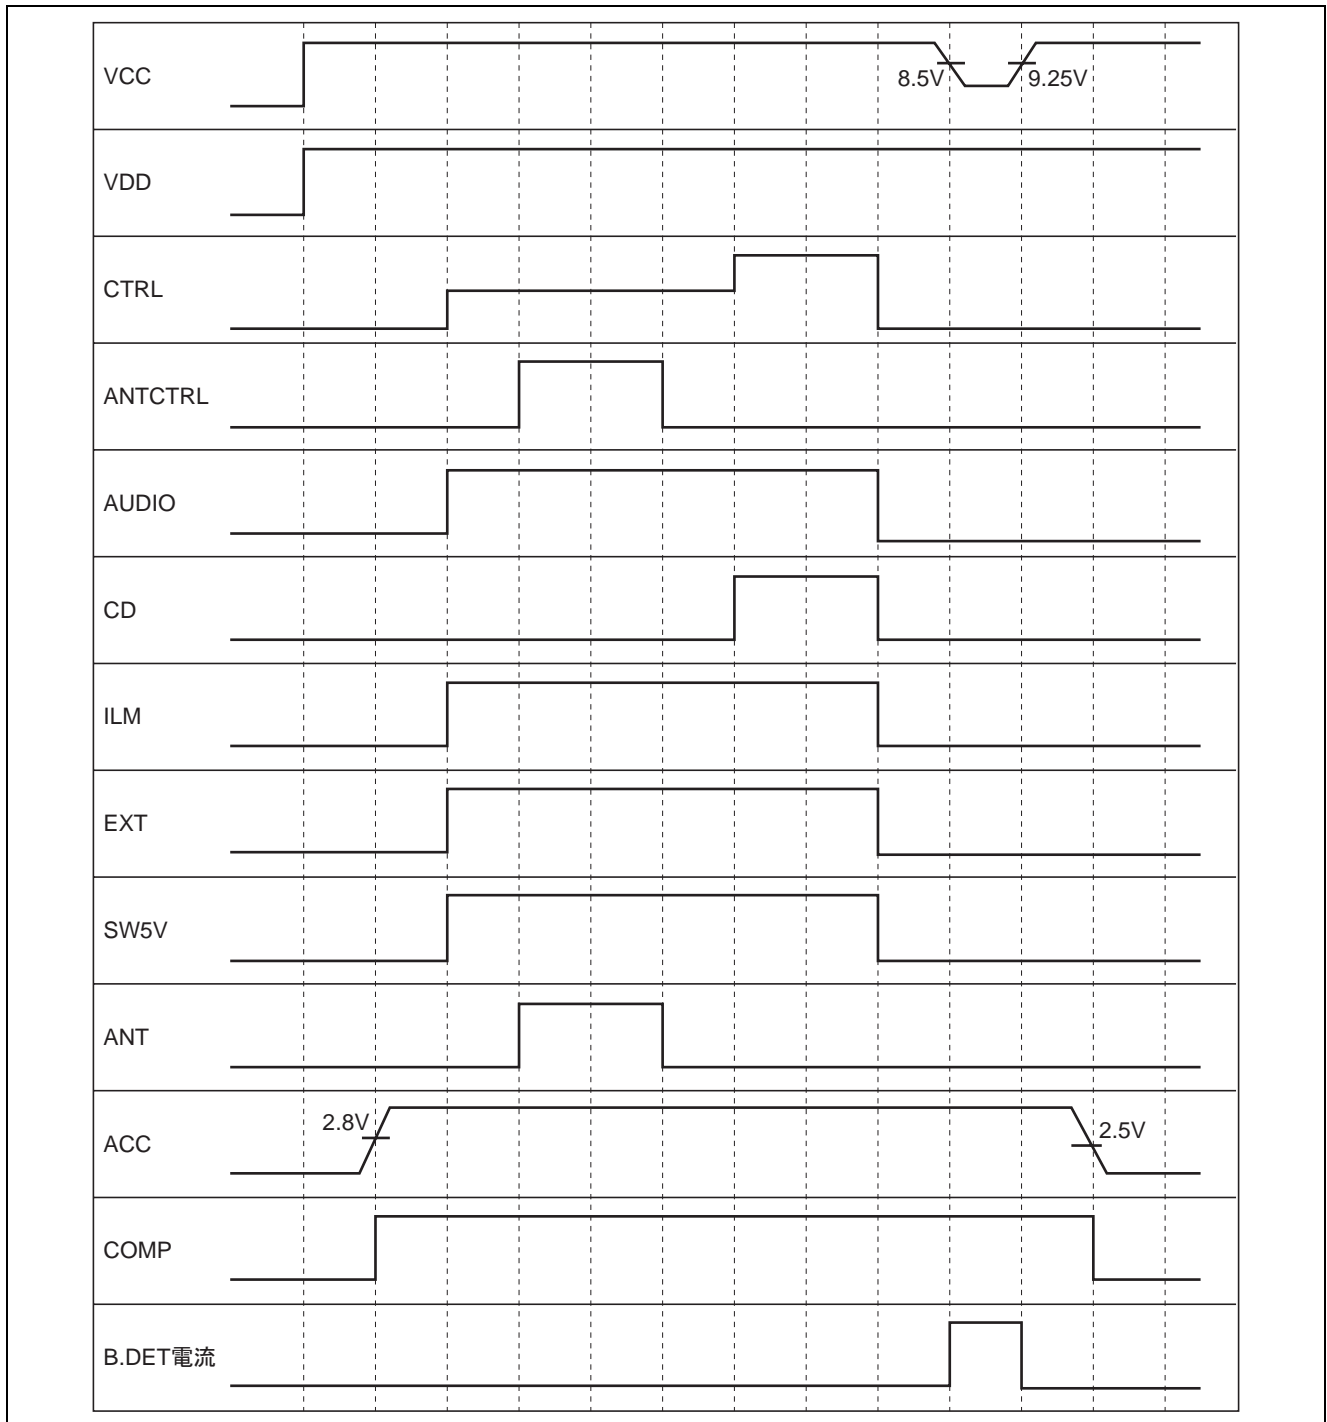 VCC
8.5V
9.25V
VDD
CTRL
ANTCTRL
AUDIO
CD
ILM
EXT
SW5V
ANT
2.8V
ACC
2.5V
COMP
B.DET電流